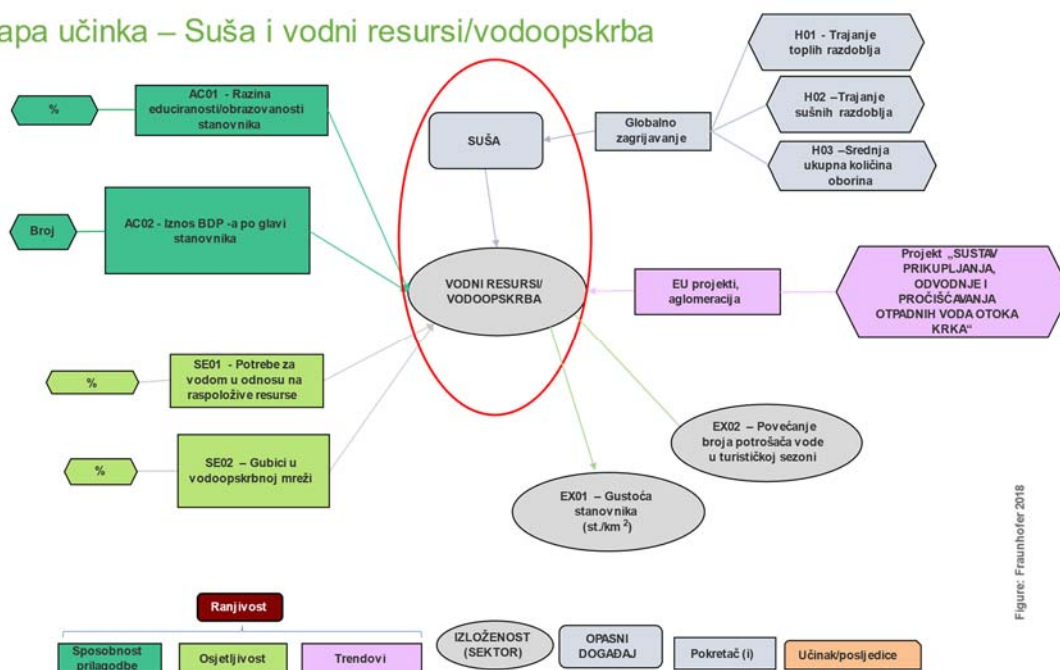 apa učinka – Suša i vodni resursi/vodoopskrba
%
AC01 - Razina
educiranosti/obrazovanosti
stanovnika
Broj
AC02 - Iznos BDP -a po glavi
stanovnika
%
SE01 - Potrebe za
vodom u odnosu na
raspoložive resurse
%
SE02 – Gubici u
vodoopskrbnoj mreži
SUŠA
VODNI RESURSI/
VODOOPSKRBA
Globalno
zagrijavanje
H01 - Trajanje
toplih razdoblja
H02 –Trajanje
sušnih razdoblja
H03 –Srednja
ukupna količina
oborina
EU projekti,
aglomeracija
Projekt „SUSTAV
PRIKUPLJANJA,
ODVODNJE I
PROČIŠĆAVANJA
OTPADNIH VODA OTOKA
KRKA“
EX02 – Povećanje
broja potrošača vode
u turističkoj sezoni
EX01 – Gustoća
stanovnika
(st./km²)
Figure: Fraunhofer 2018
Ranjivost
Sposobnost
prilagodbe
Osjetljivost
Trendovi
IZLOŽENOST
(SEKTOR)
OPASNI
DOGAĐAJ
Pokretač (i)
Učinak/posljedice